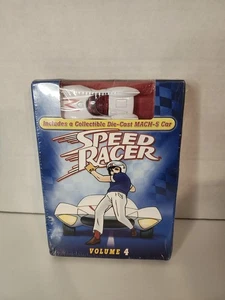 Includes a Collectible Die-Cast MACH-5 Car
SPEED
RACER
VOLUME 4